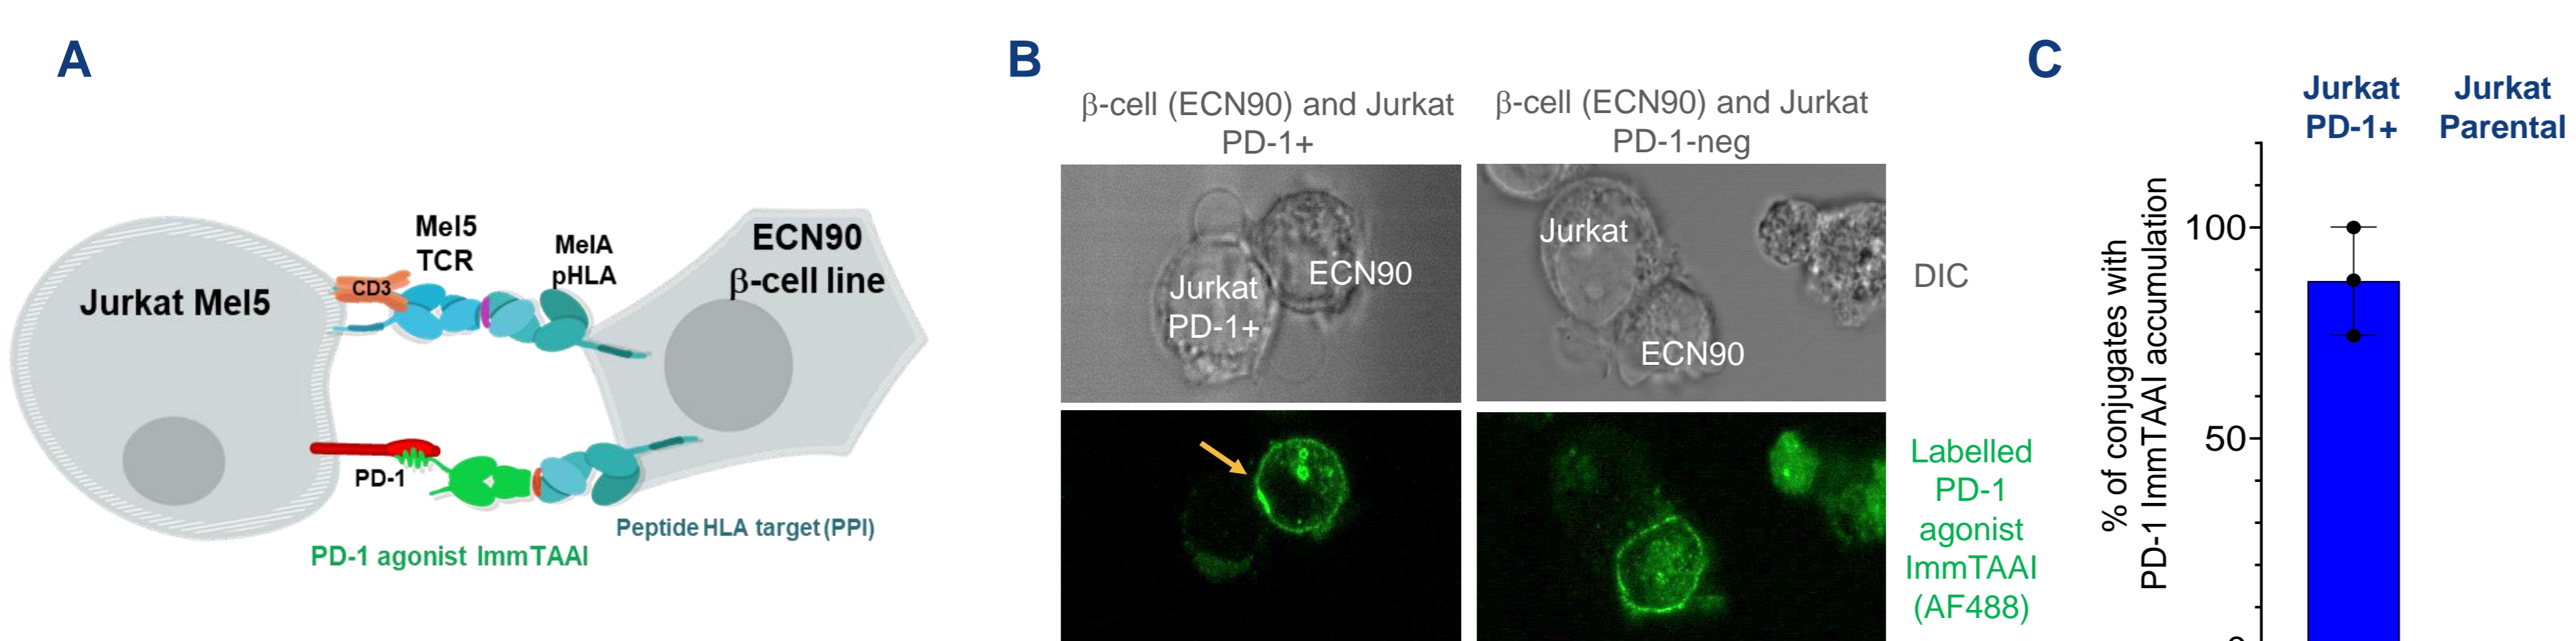 A
Mel5
TCR
MelA
pHLA
ECN90
β-cell line
CD3
Jurkat Mel5
PD-1
Peptide HLA target (PPI)
PD-1 agonist ImmTAAI
B
β-cell (ECN90) and Jurkat
PD-1+
β-cell (ECN90) and Jurkat
PD-1-neg
Jurkat
PD-1+
ECN90
Jurkat
ECN90
DIC
Labelled
PD-1
agonist
ImmTAAI
(AF488)
C
Jurkat
PD-1+
Jurkat
Parental
% of conjugates with
PD-1 ImmTAAI accumulation
100
50